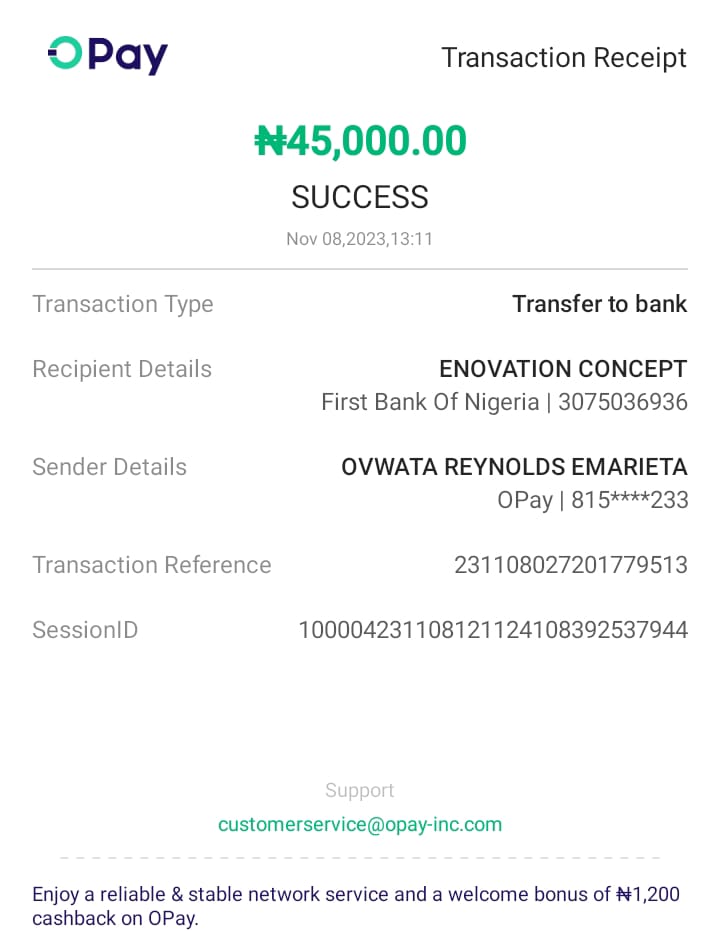 OPay
Transaction Receipt
₦45,000.00
SUCCESS
Nov 08,2023,13:11
Transaction Type Transfer to bank
Recipient Details ENOVATION CONCEPT
First Bank Of Nigeria | 3075036936
Sender Details OVWATA REYNOLDS EMARIETA
OPay | 815****233
Transaction Reference 231108027201779513
SessionID 100004231108121124108392537944
Support
customerservice@opay-inc.com
Enjoy a reliable & stable network service and a welcome bonus of ₦1,200
cashback on OPay.